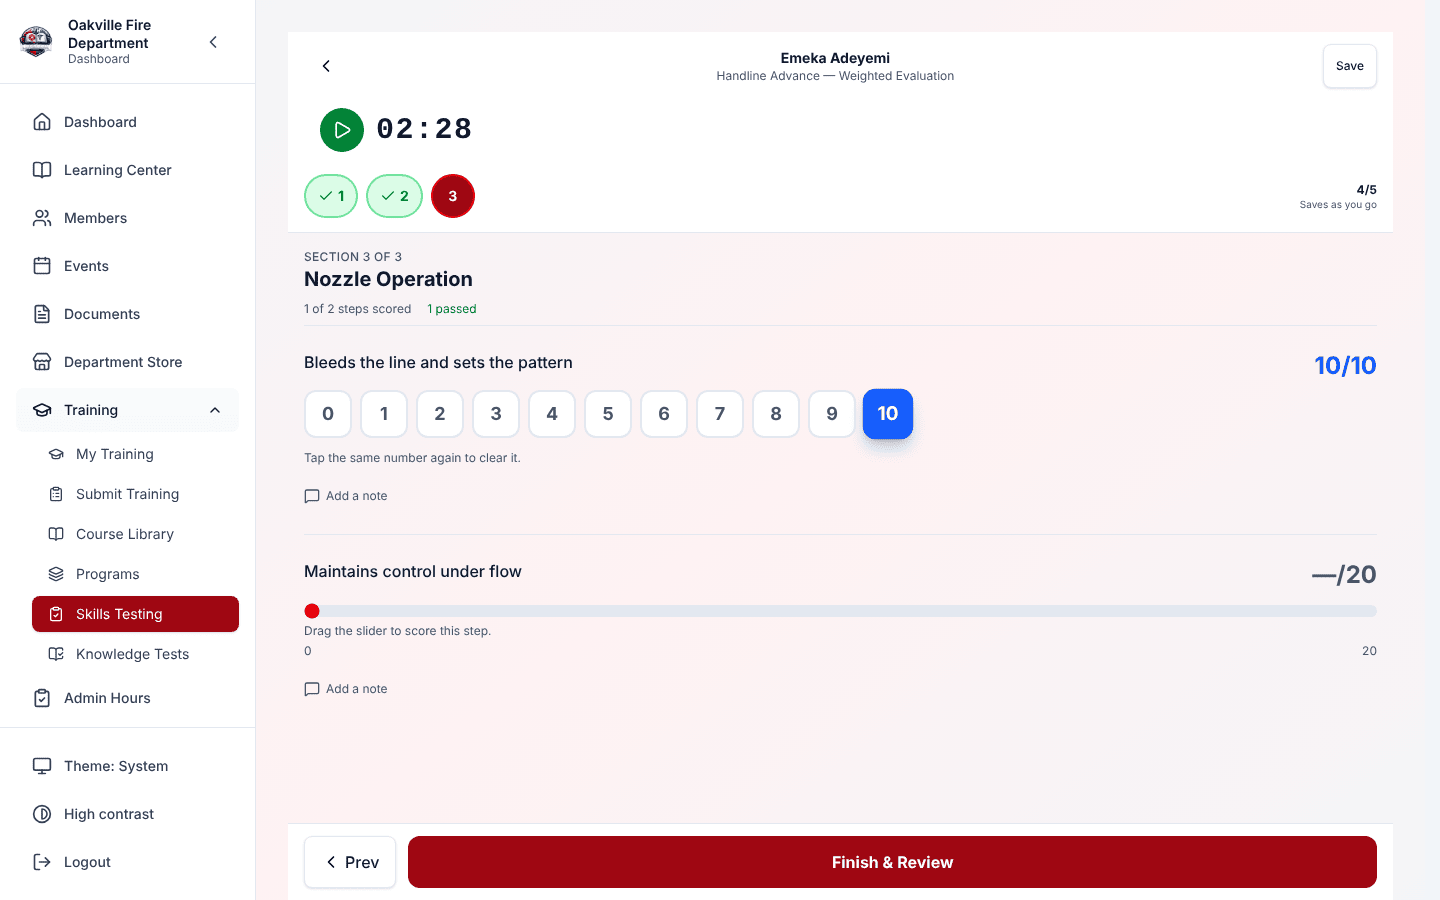 Oakville Fire
Department
Dashboard
Dashboard
Learning Center
Members
Events
Documents
Department Store
Training
My Training
Submit Training
Course Library
Programs
Skills Testing
Knowledge Tests
Admin Hours
Theme: System
High contrast
Logout
Emeka Adeyemi
Handline Advance — Weighted Evaluation
Save
02:28
1 2 3
4/5
Saves as you go
SECTION 3 OF 3
Nozzle Operation
1 of 2 steps scored 1 passed
Bleeds the line and sets the pattern 10/10
0 1 2 3 4 5 6 7 8 9 10
Tap the same number again to clear it.
Add a note
Maintains control under flow —/20
Drag the slider to score this step.
0 20
Add a note
Prev Finish & Review